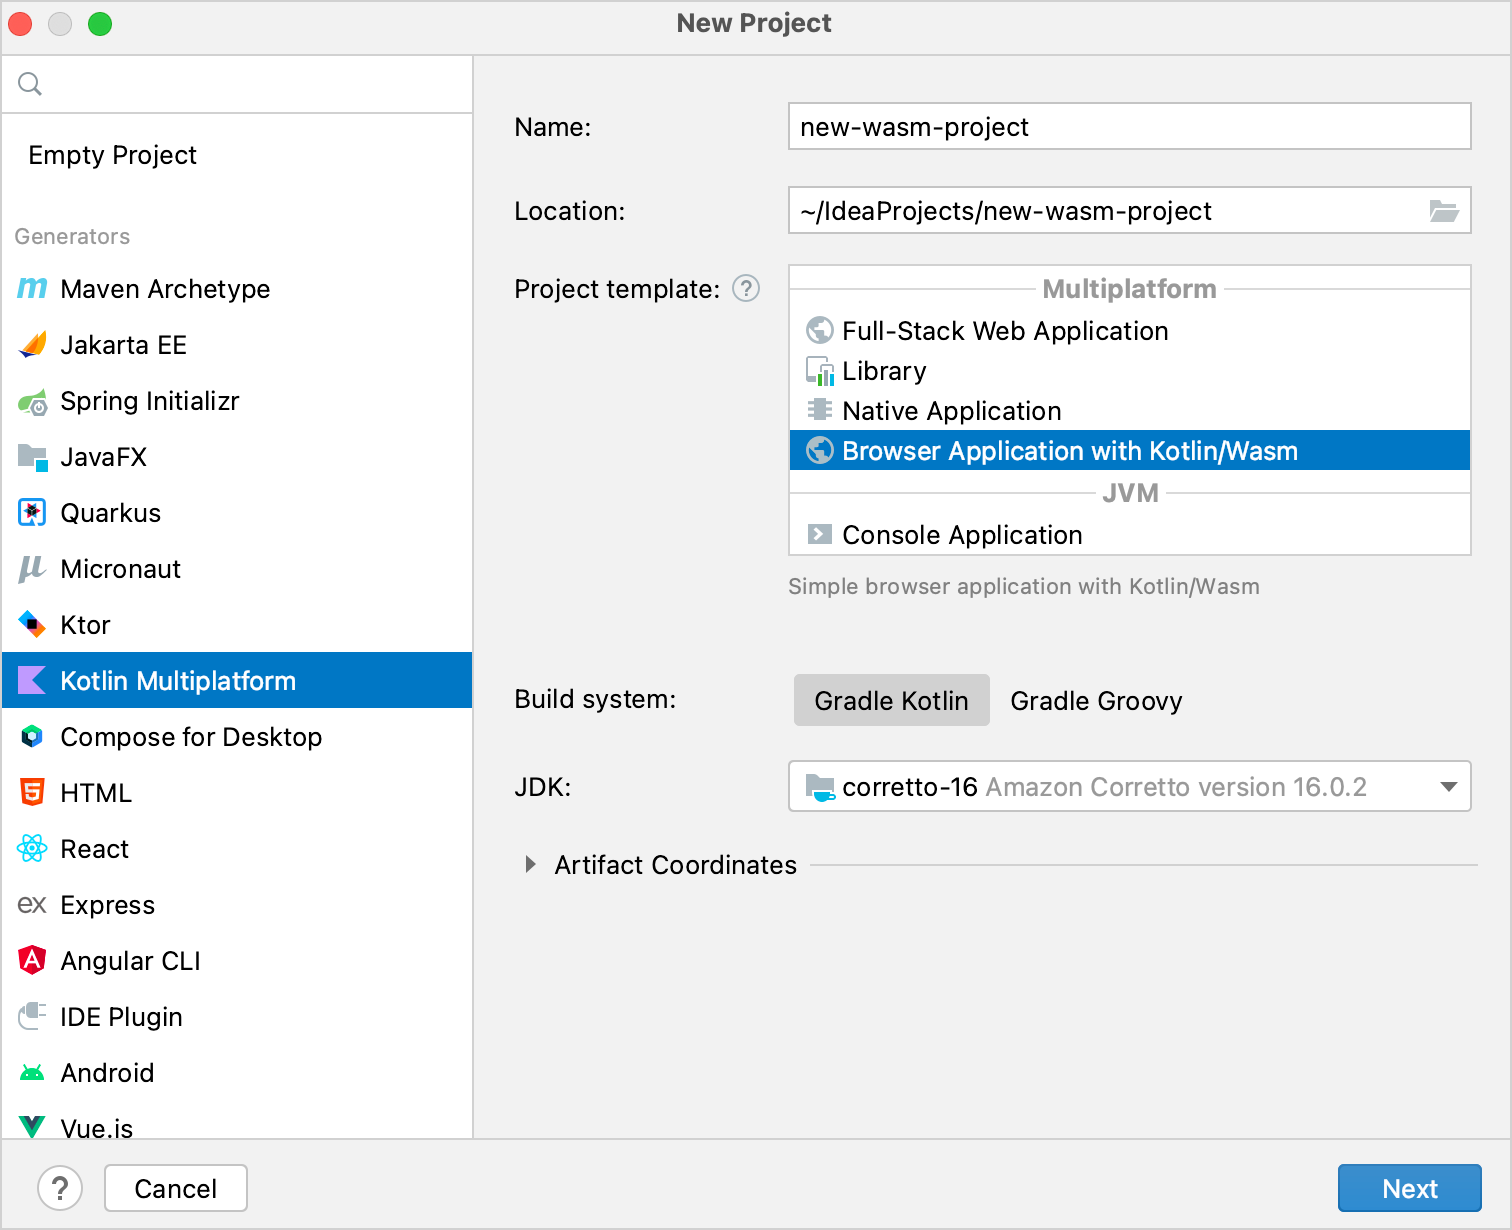 New Project
Empty Project
Generators
Maven Archetype
Jakarta EE
Spring Initializr
JavaFX
Quarkus
Micronaut
Ktor
Kotlin Multiplatform
Compose for Desktop
HTML
React
ex Express
Angular CLI
IDE Plugin
Android
Vue.js
Name: new-wasm-project
Location: ~/IdeaProjects/new-wasm-project
Project template: ?
Multiplatform
Full-Stack Web Application
Library
Native Application
Browser Application with Kotlin/Wasm
JVM
Console Application
Simple browser application with Kotlin/Wasm
Build system: Gradle Kotlin Gradle Groovy
JDK: corretto-16 Amazon Corretto version 16.0.2
Artifact Coordinates
? Cancel Next